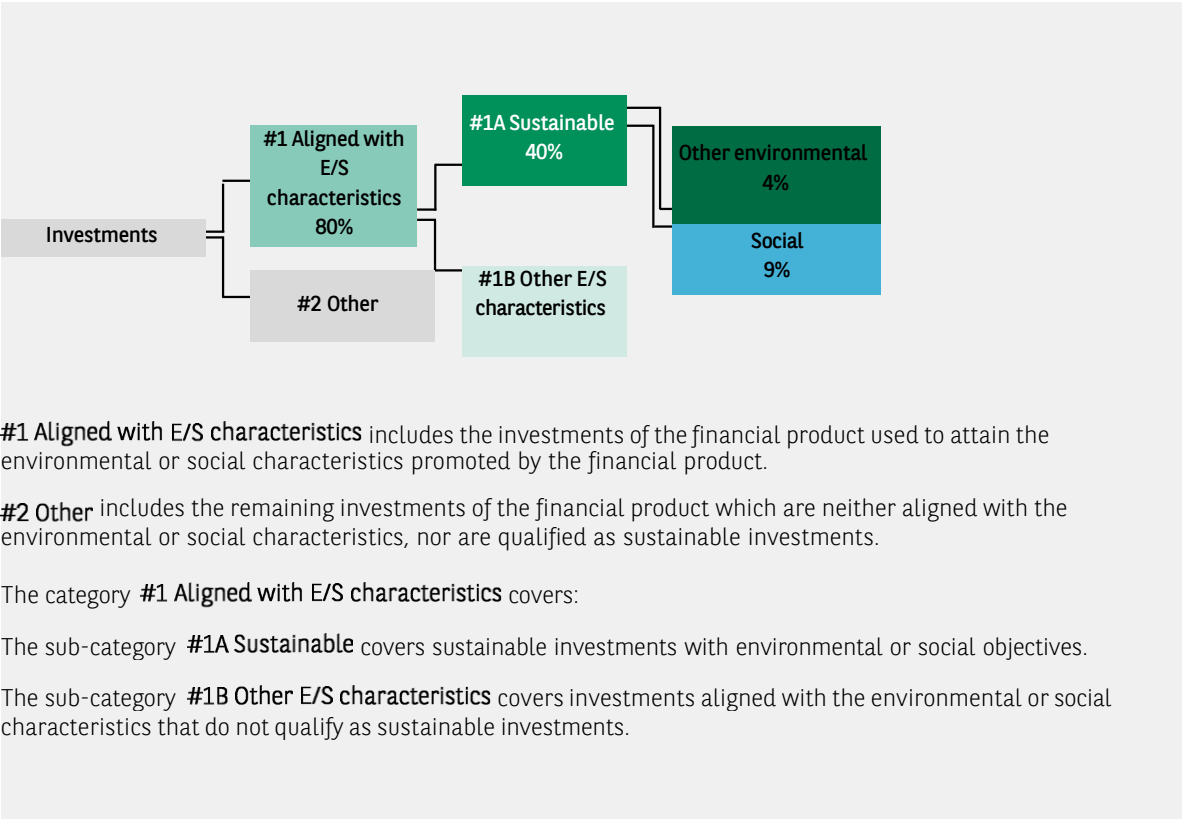 #1A Sustainable
40%
#1 Aligned with
E/S
characteristics
80%
Other environmental
4%
Investments
Social
9%
#2 Other
#1B Other E/S
characteristics
#1 Aligned with E/S characteristics includes the investments of the financial product used to attain the
environmental or social characteristics promoted by the financial product.
#2 Other includes the remaining investments of the financial product which are neither aligned with the
environmental or social characteristics, nor are qualified as sustainable investments.
The category #1 Aligned with E/S characteristics covers:
The sub-category #1A Sustainable covers sustainable investments with environmental or social objectives.
The sub-category #1B Other E/S characteristics covers investments aligned with the environmental or social
characteristics that do not qualify as sustainable investments.